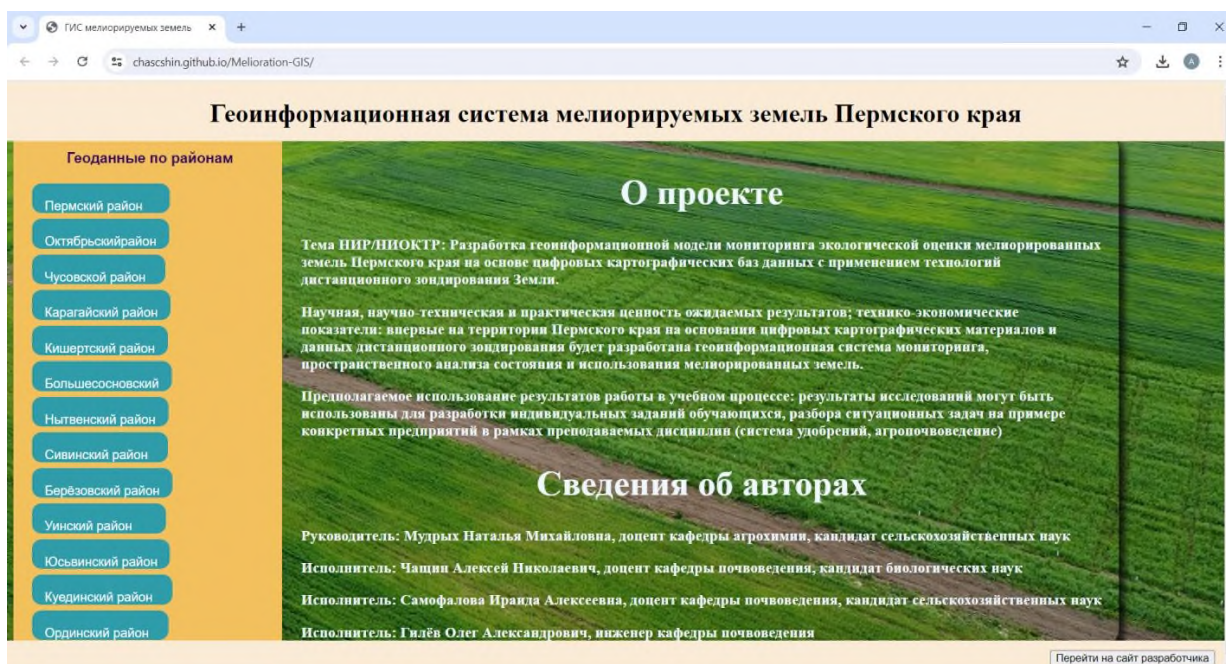 ГИС мелиорируемых земель
chascshin.github.io/Melioration-GIS/
A
Геоинформационная система мелиорируемых земель Пермского края
Геоданные по районам
Пермский район
Октябрьскийрайон
Чусовской район
Карагайский район
Кишертский район
Большесосновский
Нытвенский район
Сивинский район
Берёзовский район
Уинский район
Юсьвинский район
Куединский район
Ординский район
О проекте
Тема НИР/НИОКТР: Разработка геоинформационной модели мониторинга экологической оценки мелиорированных
земель Пермского края на основе цифровых картографических баз данных с применением технологий
дистанционного зондирования Земли.
Научная, научно-техническая и практическая ценность ожидаемых результатов; технико-экономические
показатели: впервые на территории Пермского края на основании цифровых картографических материалов и
данных дистанционного зондирования будет разработана геоинформационная система мониторинга,
пространственного анализа состояния и использования мелиорированных земель.
Предполагаемое использование результатов работы в учебном процессе: результаты исследований могут быть
использованы для разработки индивидуальных заданий обучающихся, разбора ситуационных задач на примере
конкретных предприятий в рамках преподаваемых дисциплин (система удобрений, агропочвоведение)
Сведения об авторах
Руководитель: Мудрых Наталья Михайловна, доцент кафедры агрохимии, кандидат сельскохозяйственных наук
Исполнитель: Чащин Алексей Николаевич, доцент кафедры почвоведения, кандидат биологических наук
Исполнитель: Самофалова Ираида Алексеевна, доцент кафедры почвоведения, кандидат сельскохозяйственных наук
Исполнитель: Гилёв Олег Александрович, инженер кафедры почвоведения
Перейти на сайт разработчика